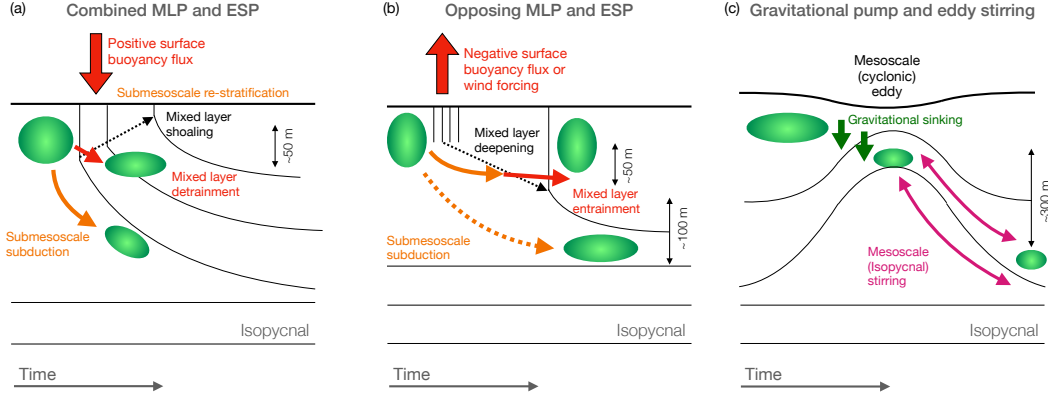 (a) Combined MLP and ESP
Positive surface
buoyancy flux
Submesoscale re-stratification
Mixed layer
shoaling
~50 m
Mixed layer
detrainment
Submesoscale
subduction
Isopycnal
Time
(b) Opposing MLP and ESP
Negative surface
buoyancy flux or
wind forcing
Mixed layer
deepening
~50 m
Mixed layer
entrainment
~100 m
Submesoscale
subduction
Isopycnal
Time
(c) Gravitational pump and eddy stirring
Mesoscale
(cyclonic)
eddy
Gravitational sinking
~300 m
Mesoscale
(Isopycnal)
stirring
Isopycnal
Time